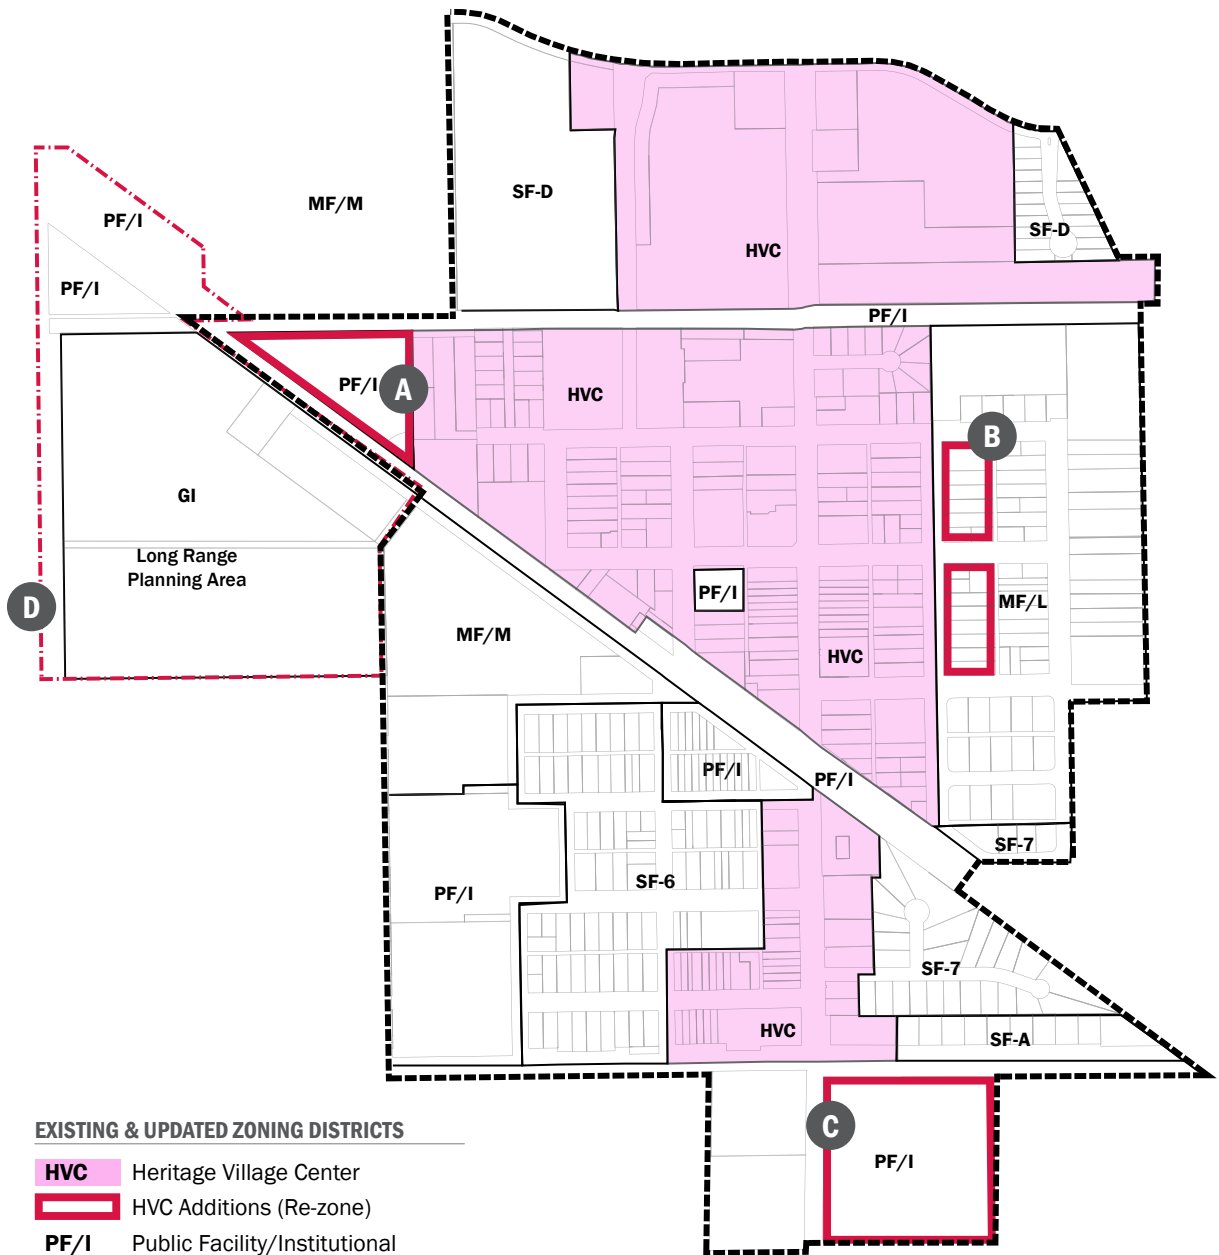 MF/M
SF-D
PF/I
SF-D
HVC
PF/I
PF/I
PF/I
A
HVC
B
GI
Long Range
Planning Area
D
PF/I
MF/L
MF/M
HVC
PF/I
PF/I
SF-7
SF-6
PF/I
SF-7
HVC
SF-A
C
PF/I
EXISTING & UPDATED ZONING DISTRICTS
HVC Heritage Village Center
HVC Additions (Re-zone)
PF/I Public Facility/Institutional